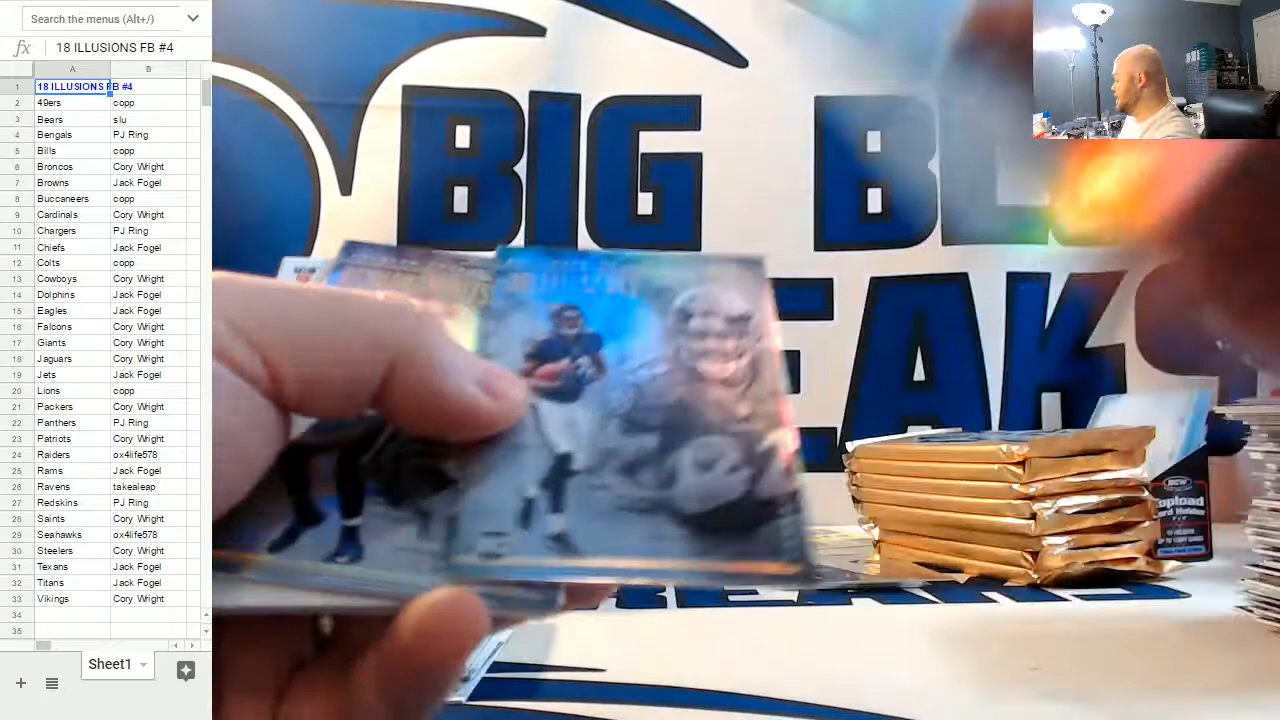 Search the menus (Alt+/)
fx 18 ILLUSIONS FB #4
A B
1 18 ILLUSIONS FB #4
2 49ers copp
3 Bears slu
4 Bengals PJ Ring
5 Bills copp
6 Broncos Cory Wright
7 Browns Jack Fogel
8 Buccaneers copp
9 Cardinals Cory Wright
10 Chargers PJ Ring
11 Chiefs Jack Fogel
12 Colts copp
13 Cowboys Cory Wright
14 Dolphins Jack Fogel
15 Eagles Jack Fogel
16 Falcons Cory Wright
17 Giants Cory Wright
18 Jaguars Cory Wright
19 Jets Jack Fogel
20 Lions copp
21 Packers Cory Wright
22 Panthers PJ Ring
23 Patriots Cory Wright
24 Raiders ox4life578
25 Rams Jack Fogel
26 Ravens takealeap
27 Redskins PJ Ring
28 Saints Cory Wright
29 Seahawks ox4life578
30 Steelers Cory Wright
31 Texans Jack Fogel
32 Titans Jack Fogel
33 Vikings Cory Wright
34
35
Sheet1
BIG BL
EAK
BCW